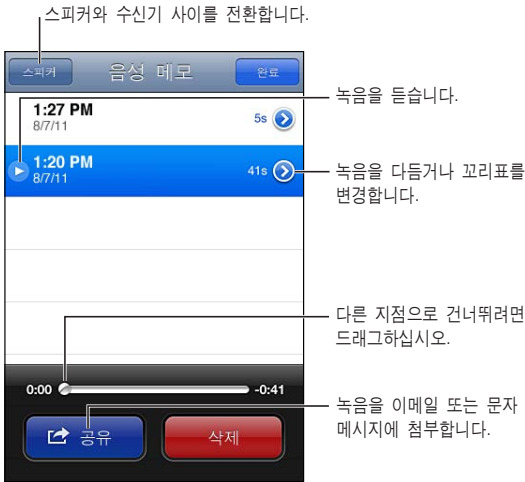 스피커와 수신기 사이를 전환합니다.
스피커 음성 메모 완료
1:27 PM
8/7/11
5s
녹음을 듣습니다.
1:20 PM
8/7/11
41s
녹음을 다듬거나 꼬리표를
변경합니다.
다른 지점으로 건너뛰려면
드래그하십시오.
0:00 -0:41
공유 삭제
녹음을 이메일 또는 문자
메시지에 첨부합니다.